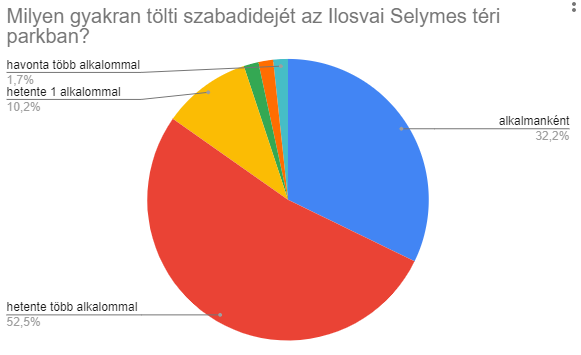 Milyen gyakran tölti szabadidejét az Ilosvai Selymes téri
parkban?
havonta több alkalommal
1,7%
hetente 1 alkalommal
10,2%
alkalmanként
32,2%
hetente több alkalommal
52,5%